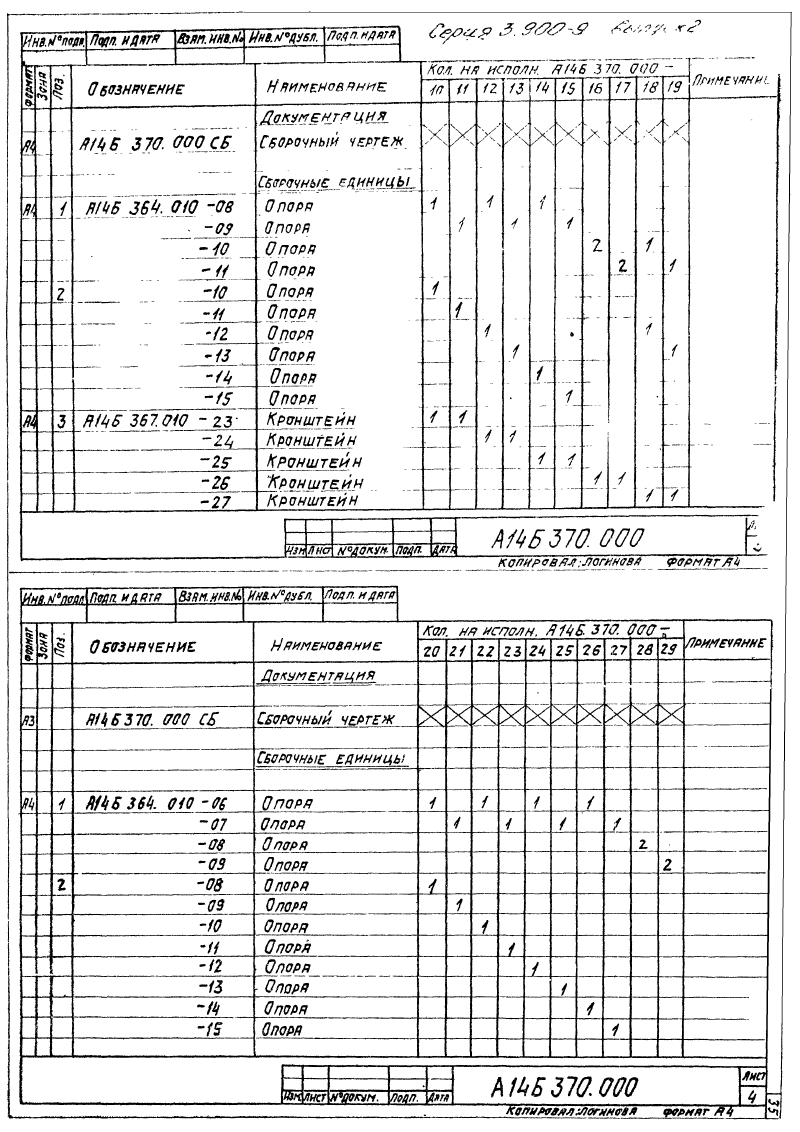 Серия 3.900-9 Выпуск 2
Инв.№подл. Подп. и дата Взам.инв.№ Инв.№дубл. Подп. и дата
Формат Зона Поз. Обозначение Наименование Кол. на исполн. А14Б 370.000 — Примечание
10 11 12 13 14 15 16 17 18 19
Документация
А4 А14Б 370.000 СБ Сборочный чертеж
Сборочные единицы
А4 1 А14Б 364.010 -08 Опора 1 1 1
-09 Опора 1 1 1
-10 Опора 2 1
-11 Опора 2 1
2 -10 Опора 1
-11 Опора 1
-12 Опора 1 1
-13 Опора 1 1
-14 Опора 1
-15 Опора 1
А4 3 А14Б 367.010 -23 Кронштейн 1 1
-24 Кронштейн 1 1
-25 Кронштейн 1 1
-26 Кронштейн 1 1
-27 Кронштейн 1 1
А14Б 370.000
Изм Лист №докум. Подп. Дата
Копировал: Логинова Формат А4
Инв.№подл. Подп. и дата Взам.инв.№ Инв.№дубл. Подп. и дата
Формат Зона Поз. Обозначение Наименование Кол. на исполн. А14Б. 370.000 — Примечание
20 21 22 23 24 25 26 27 28 29
Документация
А3 А14Б 370.000 СБ Сборочный чертеж
Сборочные единицы
А4 1 А14Б 364.010 -06 Опора 1 1 1 1
-07 Опора 1 1 1 1
-08 Опора 2
-09 Опора 2
2 -08 Опора 1
-09 Опора 1
-10 Опора 1
-11 Опора 1
-12 Опора 1
-13 Опора 1
-14 Опора 1
-15 Опора 1
А14Б 370.000 Лист
Изм Лист №докум. Подп. Дата 4
Копировал: Логинова Формат А4
35